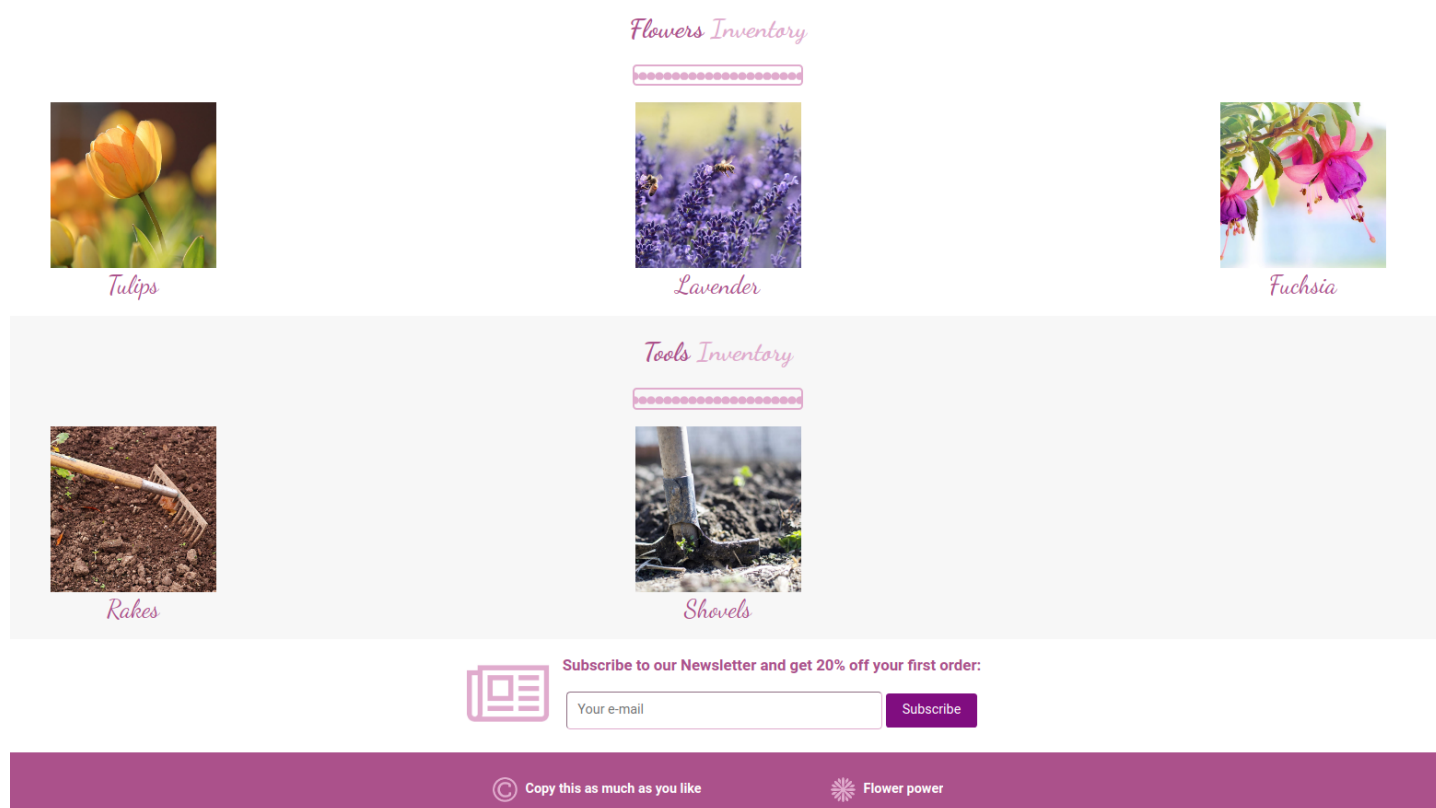 Flowers Inventory
Tulips
Lavender
Fuchsia
Tools Inventory
Rakes
Shovels
Subscribe to our Newsletter and get 20% off your first order:
Your e-mail
Subscribe
© Copy this as much as you like
Flower power